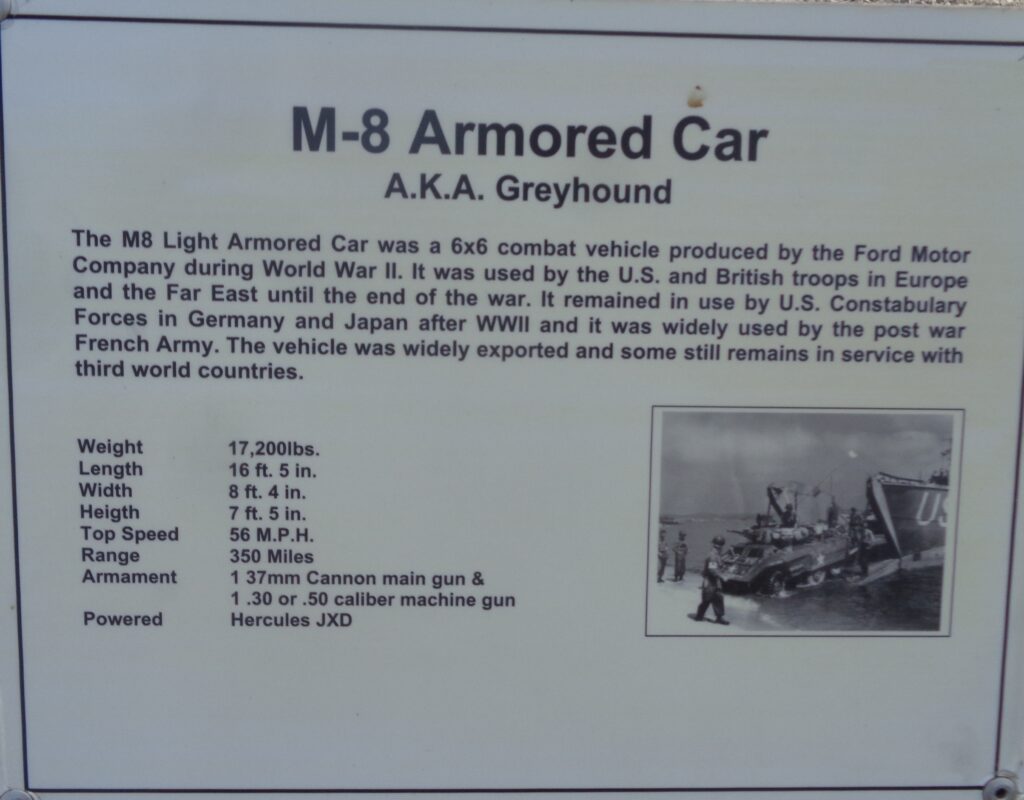 M-8 Armored Car
A.K.A. Greyhound
The M8 Light Armored Car was a 6x6 combat vehicle produced by the Ford Motor
Company during World War II. It was used by the U.S. and British troops in Europe
and the Far East until the end of the war. It remained in use by U.S. Constabulary
Forces in Germany and Japan after WWII and it was widely used by the post war
French Army. The vehicle was widely exported and some still remains in service with
third world countries.
Weight 17,200lbs.
Length 16 ft. 5 in.
Width 8 ft. 4 in.
Heigth 7 ft. 5 in.
Top Speed 56 M.P.H.
Range 350 Miles
Armament 1 37mm Cannon main gun &
1 .30 or .50 caliber machine gun
Powered Hercules JXD
US